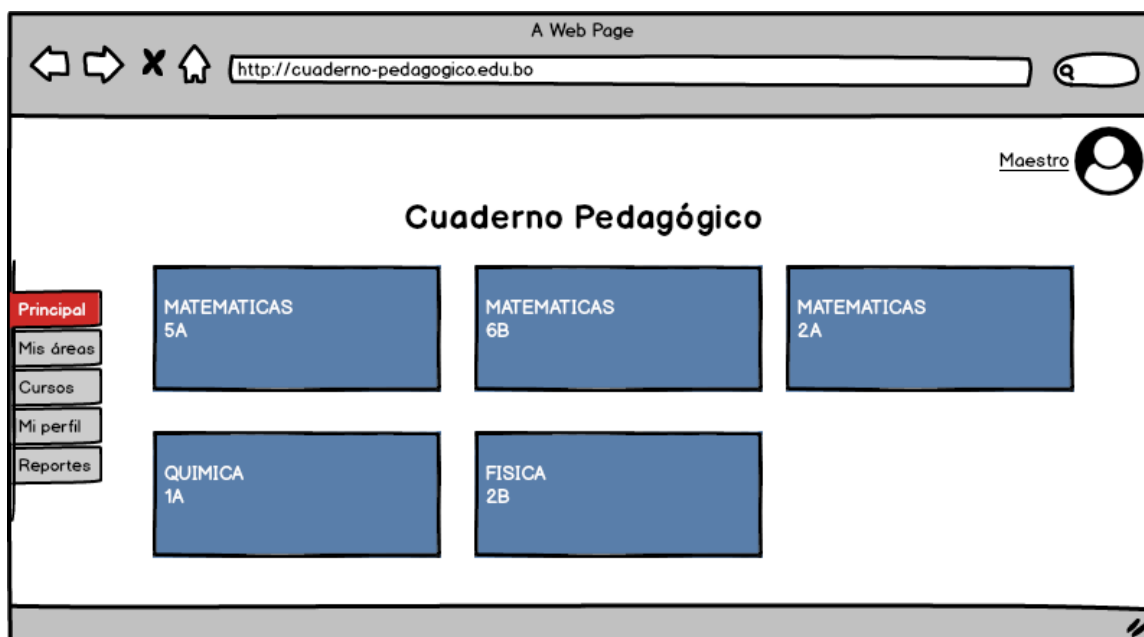 A Web Page
http://cuaderno-pedagogico.edu.bo
Maestro
Cuaderno Pedagógico
Principal
Mis áreas
Cursos
Mi perfil
Reportes
MATEMATICAS
5A
MATEMATICAS
6B
MATEMATICAS
2A
QUIMICA
1A
FISICA
2B